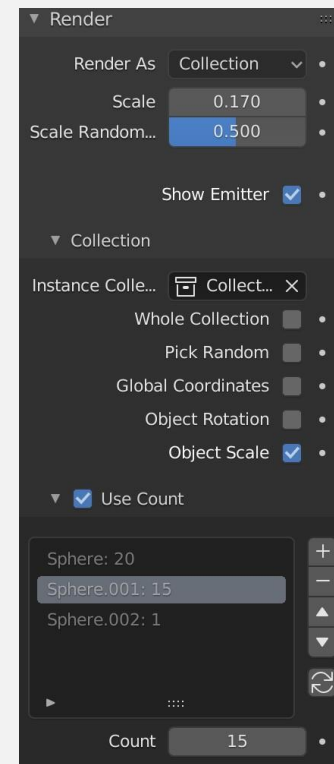 Render
Render As Collection
Scale 0.170
Scale Random... 0.500
Show Emitter
Collection
Instance Colle... Collect...
Whole Collection
Pick Random
Global Coordinates
Object Rotation
Object Scale
Use Count
Sphere: 20
Sphere.001: 15
Sphere.002: 1
Count 15